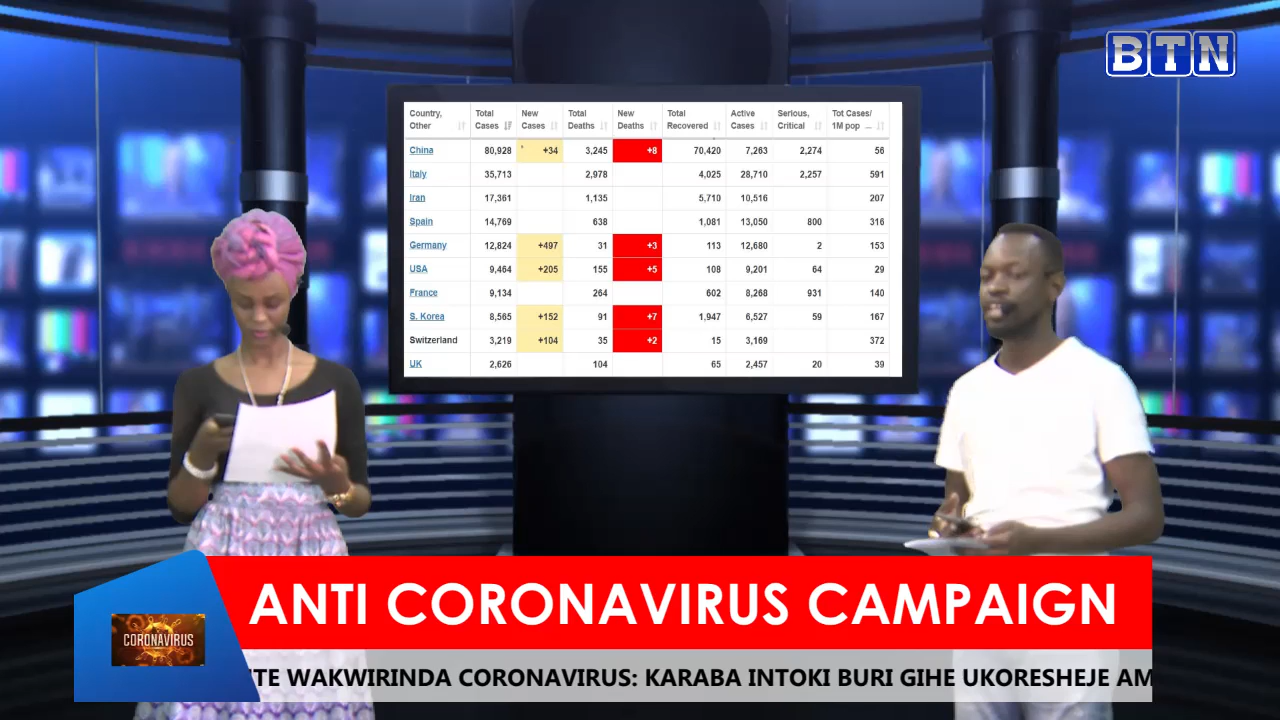 BTN
Country, Other Total Cases New Cases Total Deaths New Deaths Total Recovered Active Cases Serious, Critical Tot Cases/ 1M pop
China 80,928 +34 3,245 +8 70,420 7,263 2,274 56
Italy 35,713 2,978 4,025 28,710 2,257 591
Iran 17,361 1,135 5,710 10,516 207
Spain 14,769 638 1,081 13,050 800 316
Germany 12,824 +497 31 +3 113 12,680 2 153
USA 9,464 +205 155 +5 108 9,201 64 29
France 9,134 264 602 8,268 931 140
S. Korea 8,565 +152 91 +7 1,947 6,527 59 167
Switzerland 3,219 +104 35 +2 15 3,169 372
UK 2,626 104 65 2,457 20 39
ANTI CORONAVIRUS CAMPAIGN
CORONAVIRUS
TE WAKWIRINDA CORONAVIRUS: KARABA INTOKI BURI GIHE UKORESHEJE AM